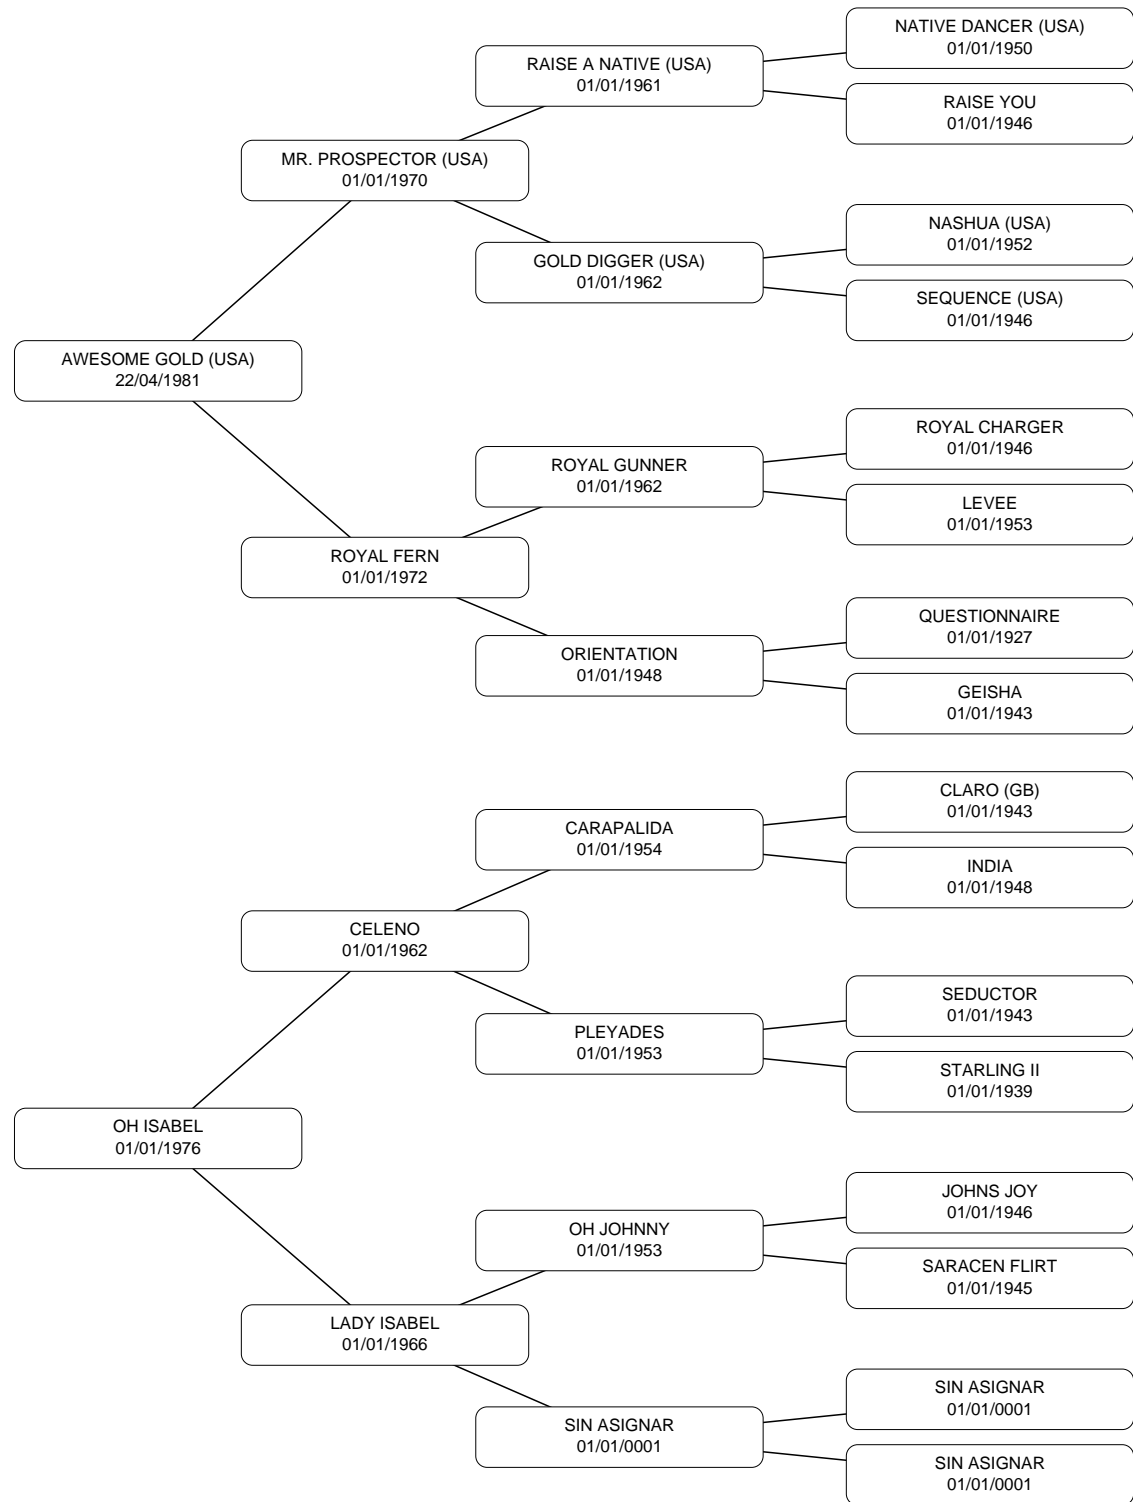 NATIVE DANCER (USA)
01/01/1950
RAISE A NATIVE (USA)
01/01/1961
RAISE YOU
01/01/1946
MR. PROSPECTOR (USA)
01/01/1970
NASHUA (USA)
01/01/1952
GOLD DIGGER (USA)
01/01/1962
SEQUENCE (USA)
01/01/1946
AWESOME GOLD (USA)
22/04/1981
ROYAL CHARGER
01/01/1946
ROYAL GUNNER
01/01/1962
LEVEE
01/01/1953
ROYAL FERN
01/01/1972
QUESTIONNAIRE
01/01/1927
ORIENTATION
01/01/1948
GEISHA
01/01/1943
CLARO (GB)
01/01/1943
CARAPALIDA
01/01/1954
INDIA
01/01/1948
CELENO
01/01/1962
SEDUCTOR
01/01/1943
PLEYADES
01/01/1953
STARLING II
01/01/1939
OH ISABEL
01/01/1976
JOHNS JOY
01/01/1946
OH JOHNNY
01/01/1953
SARACEN FLIRT
01/01/1945
LADY ISABEL
01/01/1966
SIN ASIGNAR
01/01/0001
SIN ASIGNAR
01/01/0001
SIN ASIGNAR
01/01/0001